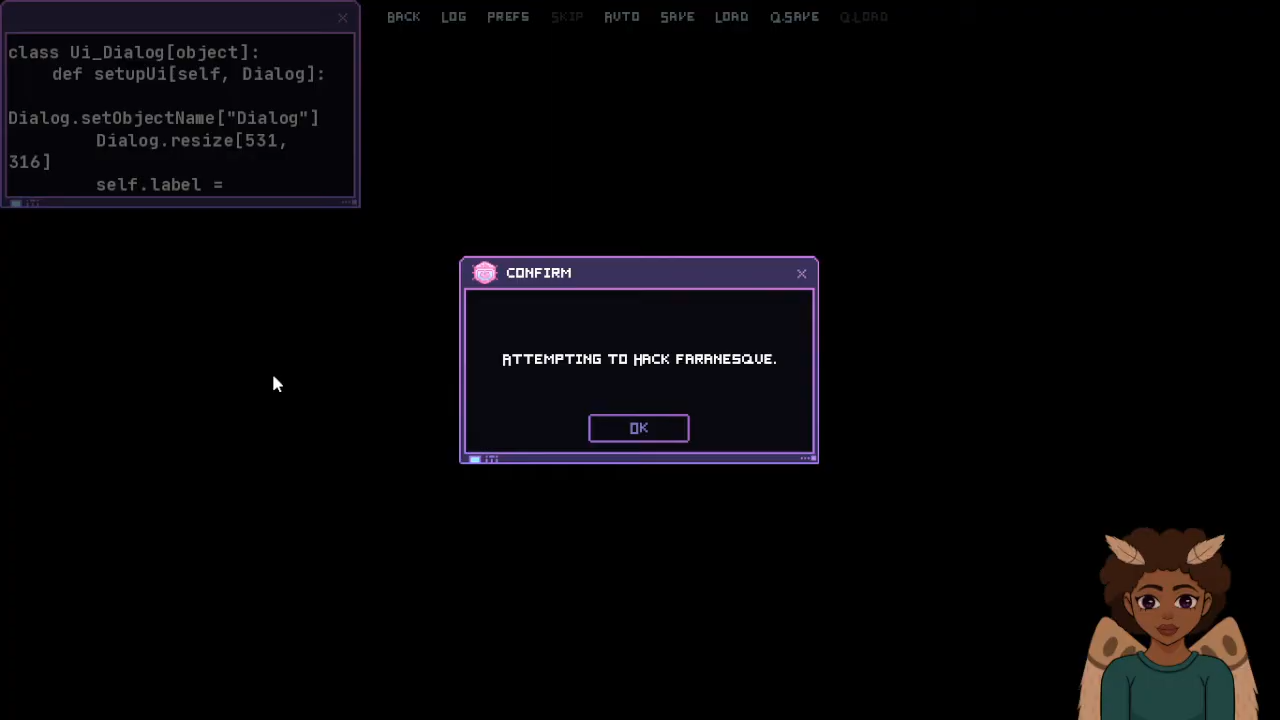 BACK LOG PREFS SKIP AUTO SAVE LOAD Q.SAVE Q.LOAD
class Ui_Dialog[object]:
def setupUi[self, Dialog]:
Dialog.setObjectName["Dialog"]
Dialog.resize[531,
316]
self.label =
CONFIRM
ATTEMPTING TO HACK FARANESQUE.
OK